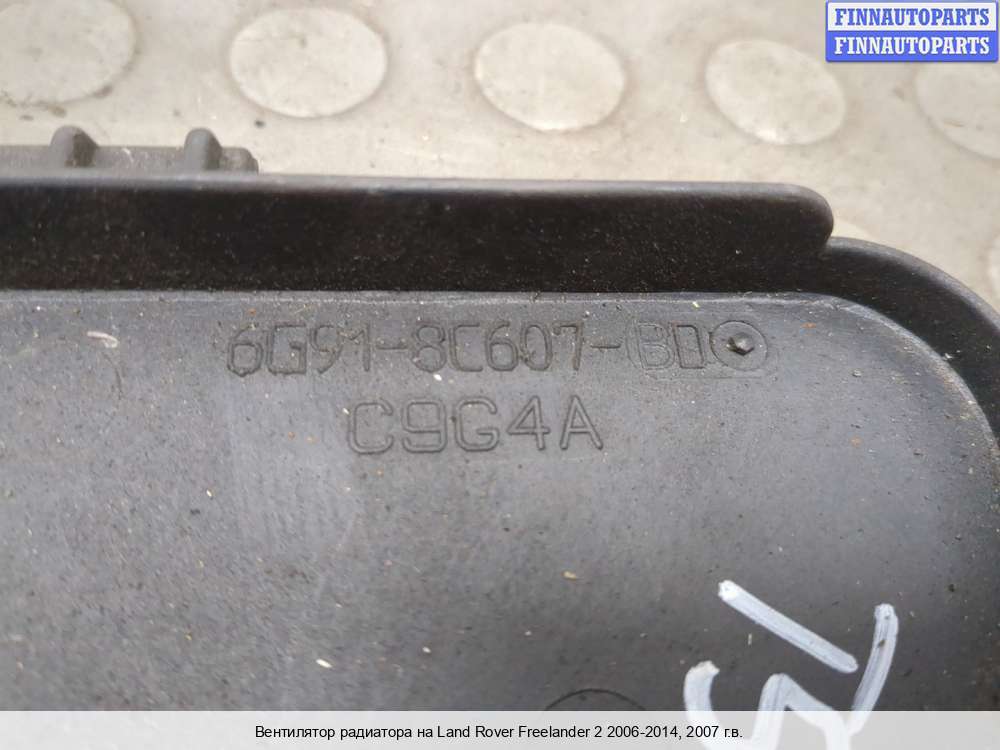 FINNAUTOPARTS
FINNAUTOPARTS
6G91-8C607-BD
C9G4A
Вентилятор радиатора на Land Rover Freelander 2 2006-2014, 2007 г.в.